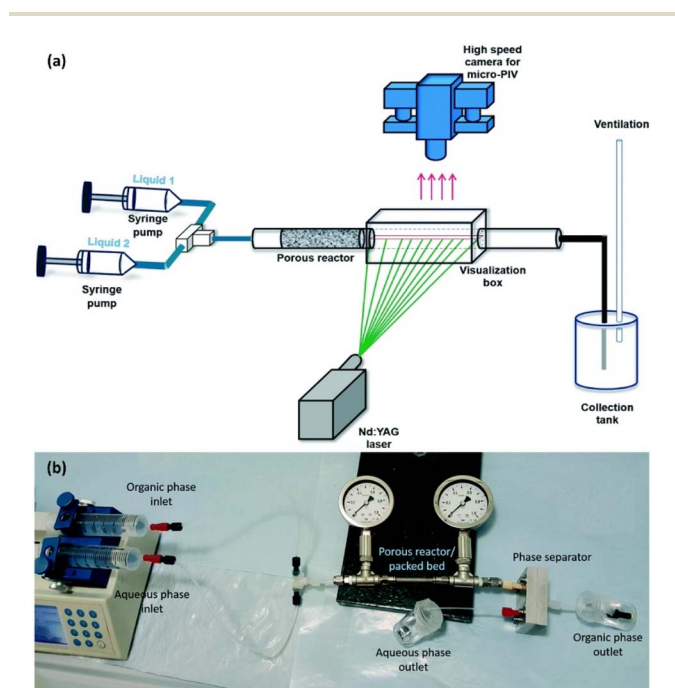 (a)
High speed
camera for
micro-PIV
Ventilation
Liquid 1
Syringe
pump
Liquid 2
Syringe
pump
Porous reactor
Visualization
box
Nd:YAG
laser
Collection
tank
(b)
Organic phase
inlet
Aqueous phase
inlet
Porous reactor/
packed bed
Phase separator
Aqueous phase
outlet
Organic phase
outlet